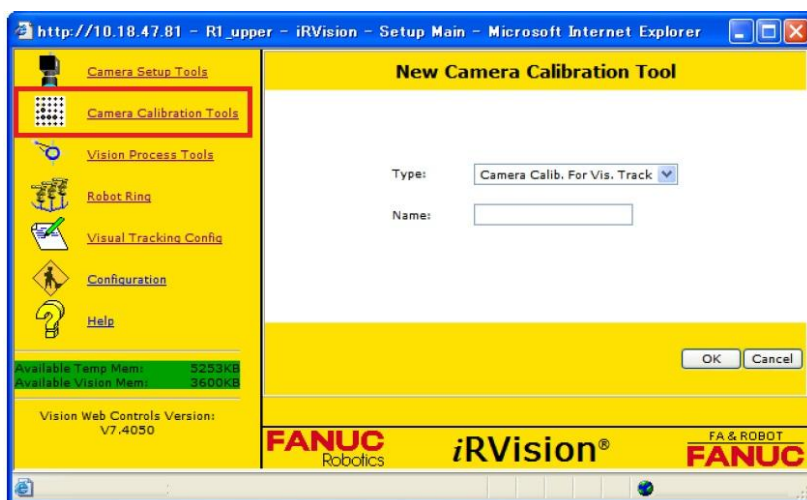 http://10.18.47.81 - R1_upper - iRVision - Setup Main - Microsoft Internet Explorer
Camera Setup Tools
Camera Calibration Tools
Vision Process Tools
Robot Ring
Visual Tracking Config
Configuration
Help
Available Temp Mem: 5253KB
Available Vision Mem: 3600KB
Vision Web Controls Version:
V7.4050
New Camera Calibration Tool
Type: Camera Calib. For Vis. Track
Name:
OK Cancel
FANUC
Robotics
iRVision®
FA & ROBOT
FANUC